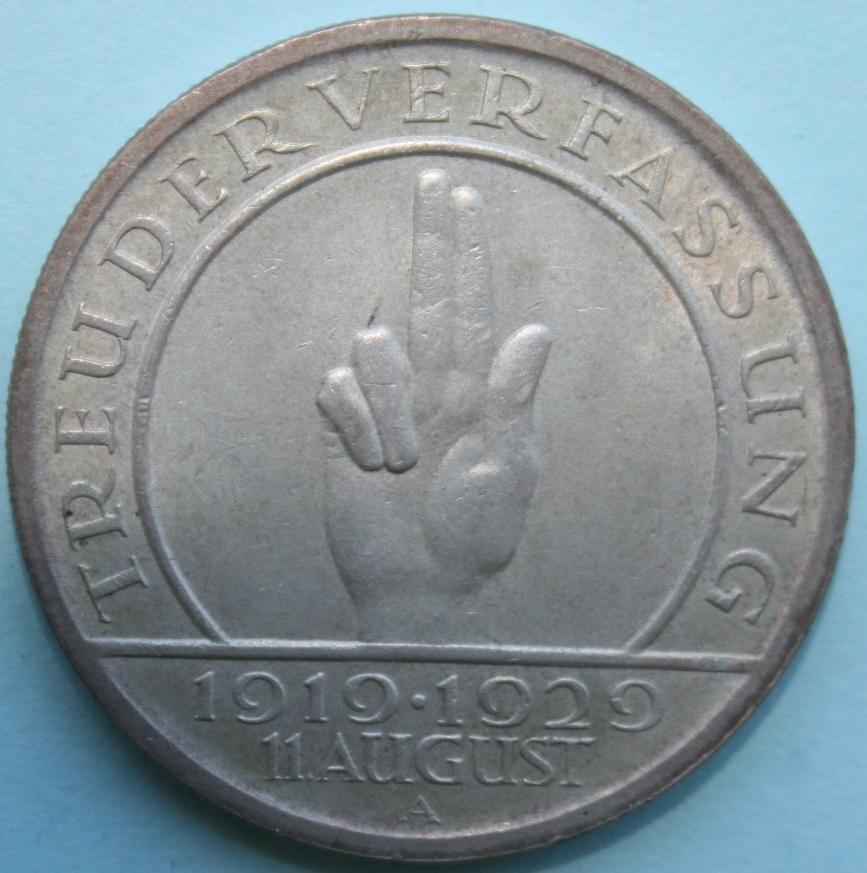 TREU DER VERFASSUNG
1919·1929
11. AUGUST
A